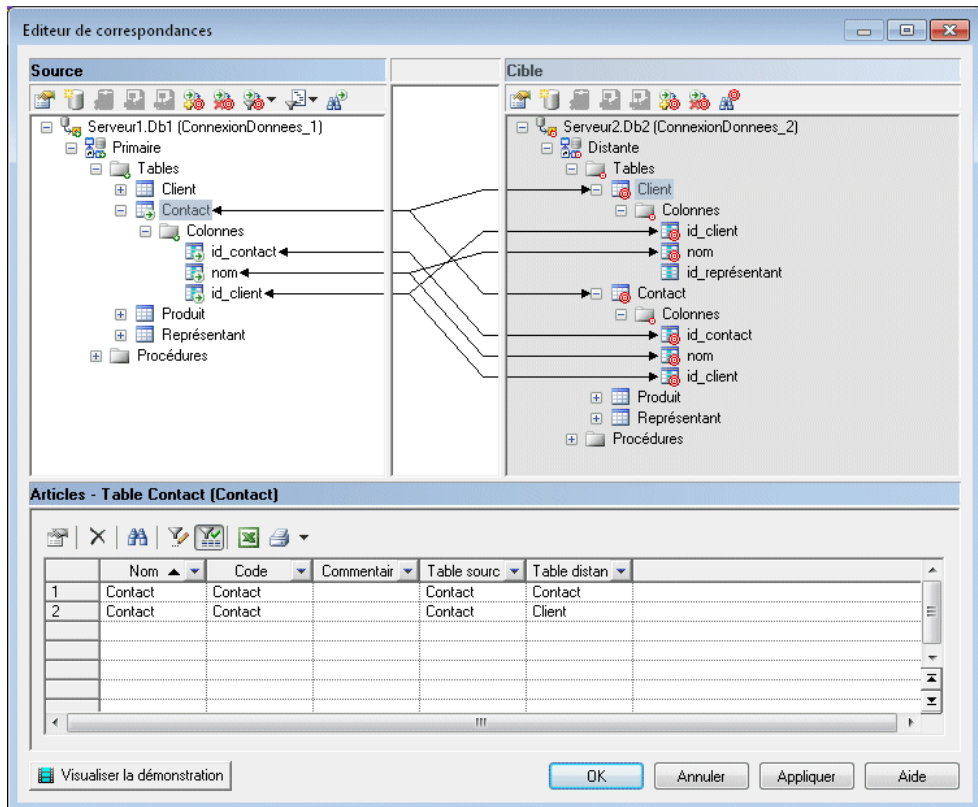 Editeur de correspondances
Source
Cible
Serveur1.Db1 (ConnexionDonnees_1)
Primaire
Tables
Client
Contact
Colonnes
id_contact
nom
id_client
Produit
Représentant
Procédures
Serveur2.Db2 (ConnexionDonnees_2)
Distante
Tables
Client
Colonnes
id_client
nom
id_représentant
Contact
Colonnes
id_contact
nom
id_client
Produit
Représentant
Procédures
Articles - Table Contact (Contact)
Nom Code Commentair Table sourc Table distan
1 Contact Contact Contact Contact
2 Contact Contact Contact Client
Visualiser la démonstration
OK Annuler Appliquer Aide